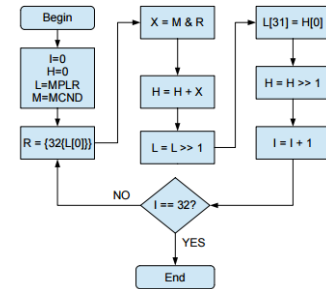 Begin
I=0
H=0
L=MPLR
M=MCND
R = {32{L[0]}}
X = M & R
H = H + X
L = L >> 1
L[31] = H[0]
H = H >> 1
I = I + 1
I == 32?
NO
YES
End